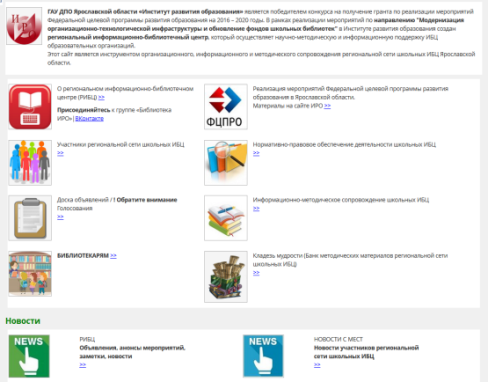 ГАУ ДПО Ярославской области «Институт развития образования» является победителем конкурса на получение гранта по реализации мероприятий
Федеральной целевой программы развития образования на 2016 – 2020 годы. В рамках реализации мероприятий по направлению "Модернизация
организационно-технологической инфраструктуры и обновление фондов школьных библиотек" в Институте развития образования создан
региональный информационно-библиотечный центр, который осуществляет научно-методическую и информационную поддержку ИБЦ
образовательных организаций.
Этот сайт является инструментом организационного, информационного и методического сопровождения региональной сети школьных ИБЦ Ярославской
области.
О региональном информационно-библиотечном
центре (РИБЦ) >>
Присоединяйтесь к группе «Библиотека
ИРО»|ВКонтакте
ФЦПРО
Реализация мероприятий Федеральной целевой программы развития
образования в Ярославской области.
Материалы на сайте ИРО >>
Участники региональной сети школьных ИБЦ
>>
Нормативно-правовое обеспечение деятельности школьных ИБЦ
>>
Доска объявлений /! Обратите внимание
Голосования
>>
Информационно-методическое сопровождение школьных ИБЦ
>>
БИБЛИОТЕКАРЯМ >>
Кладезь мудрости (Банк методических материалов региональной сети
школьных ИБЦ)
>>
Новости
NEWS
РИБЦ
Объявления, анонсы мероприятий,
заметки, новости
>>
NEWS
НОВОСТИ С МЕСТ
Новости участников региональной
сети школьных ИБЦ
>>